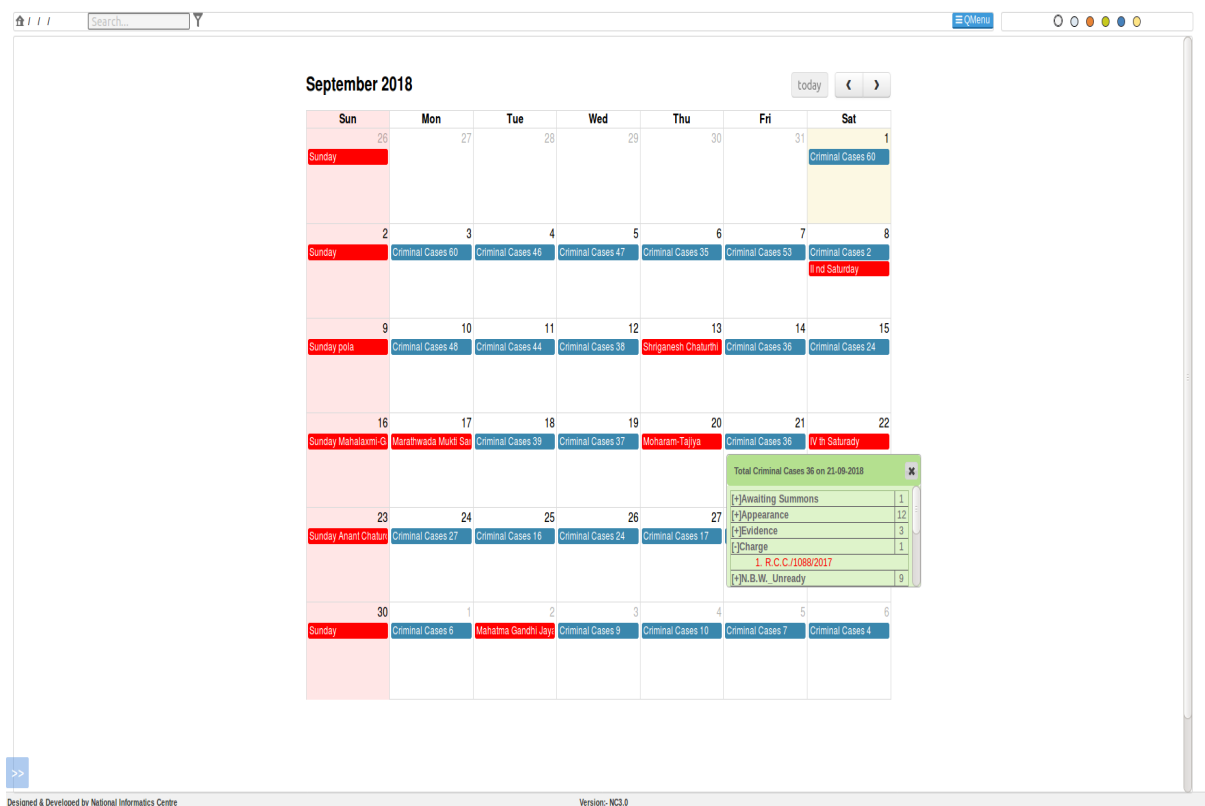 / / /
Search...
QMenu
September 2018
today
Sun Mon Tue Wed Thu Fri Sat
26 27 28 29 30 31 1
Sunday Criminal Cases 60
2 3 4 5 6 7 8
Sunday Criminal Cases 60 Criminal Cases 46 Criminal Cases 47 Criminal Cases 35 Criminal Cases 53 Criminal Cases 2
II nd Saturday
9 10 11 12 13 14 15
Sunday pola Criminal Cases 48 Criminal Cases 44 Criminal Cases 38 Shriganesh Chaturthi Criminal Cases 36 Criminal Cases 24
16 17 18 19 20 21 22
Sunday Mahalaxmi-G Marathwada Mukti Criminal Cases 39 Criminal Cases 37 Moharam-Tajiya Criminal Cases 36 IV th Saturady
Total Criminal Cases 36 on 21-09-2018
[+]Awaiting Summons 1
[+]Appearance 12
[+]Evidence 3
[-]Charge 1
1. R.C.C./1088/2017
[+]N.B.W._Unready 9
23 24 25 26 27
Sunday Anant Criminal Cases 27 Criminal Cases 16 Criminal Cases 24 Criminal Cases 17
30 1 2 3 4 5 6
Sunday Criminal Cases 6 Mahatma Gandhi Criminal Cases 9 Criminal Cases 10 Criminal Cases 7 Criminal Cases 4
>>
Designed & Developed by National Informatics Centre
Version:- NC3.0